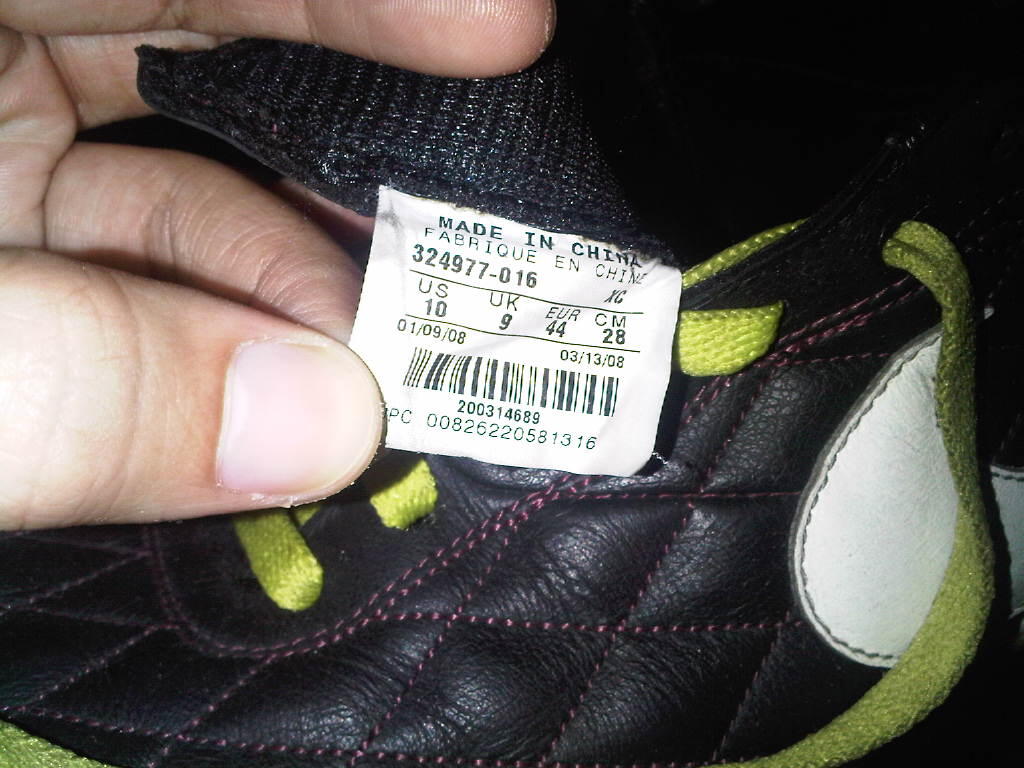 MADE IN CHINA
FABRIQUE EN CHINE
324977-016 XC
US UK EUR CM
10 9 44 28
01/09/08 03/13/08
200314689
PC 00826220581316